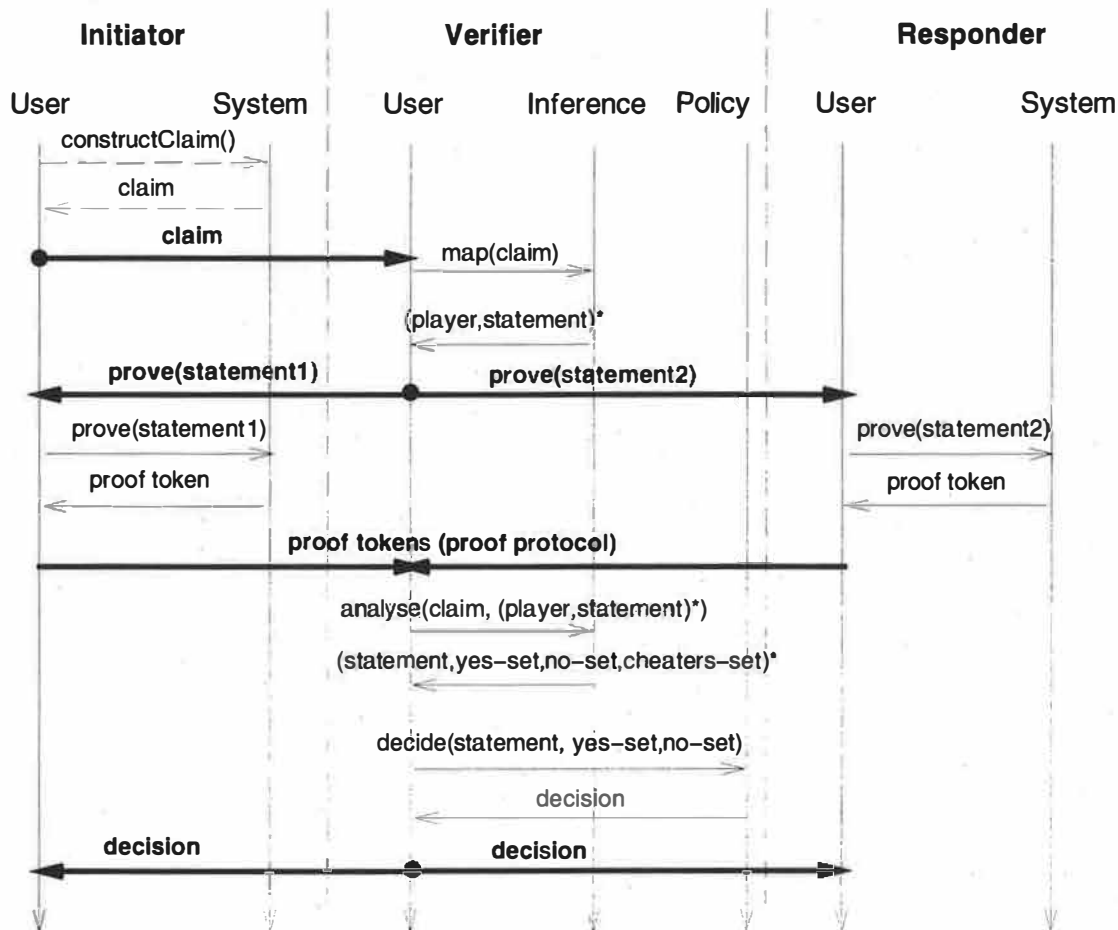 Initiator Verifier Responder
User System User Inference Policy User System
constructClaim()
claim
claim
map(claim)
(player,statement)*
prove(statement1) prove(statement2)
prove(statement1) prove(statement2)
proof token proof token
proof tokens (proof protocol)
analyse(claim, (player,statement)*)
(statement,yes–set,no–set,cheaters–set)*
decide(statement, yes–set,no–set)
decision
decision decision